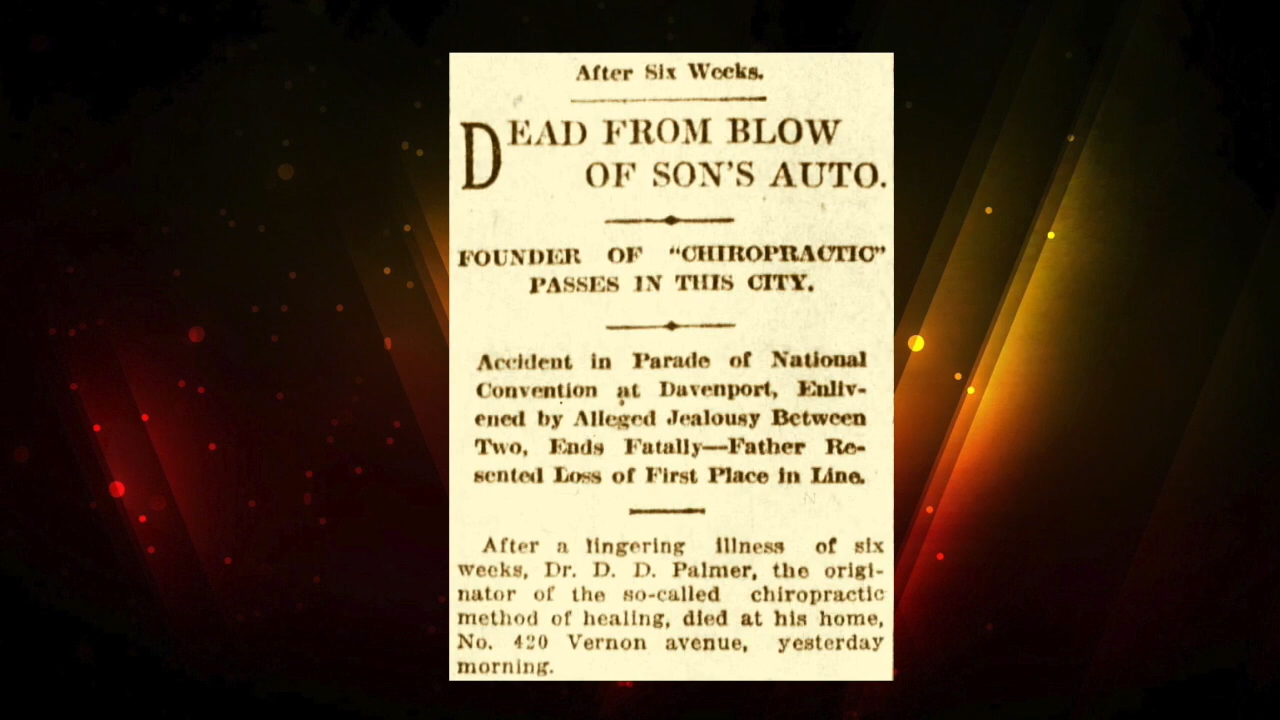 After Six Weeks.
DEAD FROM BLOW
OF SON'S AUTO.
FOUNDER OF "CHIROPRACTIC"
PASSES IN THIS CITY.
Accident in Parade of National
Convention at Davenport, Enliv-
ened by Alleged Jealousy Between
Two, Ends Fatally—Father Re-
sented Loss of First Place in Line.
After a lingering illness of six
weeks, Dr. D. D. Palmer, the origi-
nator of the so-called chiropractic
method of healing, died at his home,
No. 420 Vernon avenue, yesterday
morning.